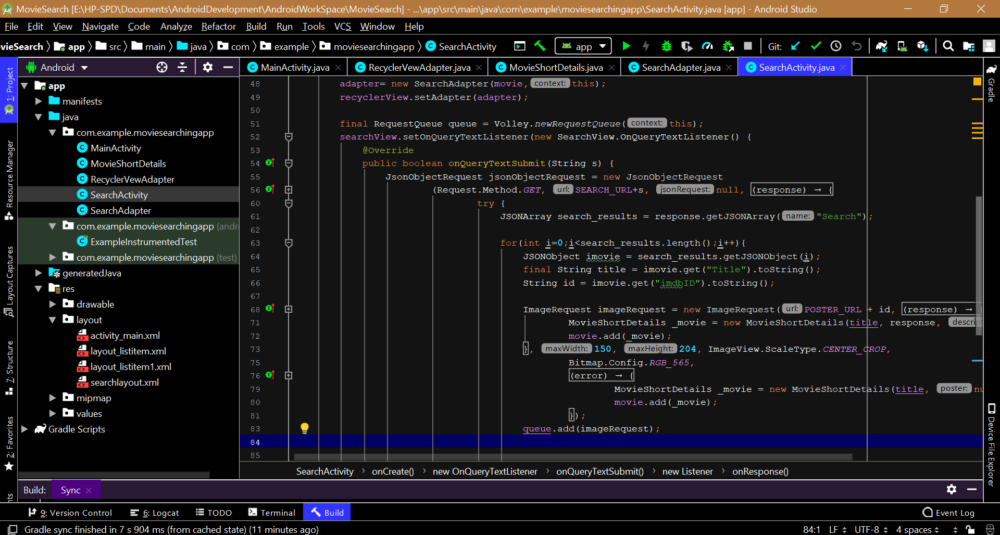 MovieSearch [E:\HP-SPD\Documents\AndroidDevelopment\AndroidWorkSpace\MovieSearch] - ...\app\src\main\java\com\example\moviesearchingapp\SearchActivity.java [app] - Android Studio
File Edit View Navigate Code Analyze Refactor Build Run Tools VCS Window Help
vieSearch app src main java com example moviesearchingapp SearchActivity app Git:
Android
MainActivity.java RecyclerVewAdapter.java MovieShortDetails.java SearchAdapter.java SearchActivity.java
1: Project
Resource Manager
Layout Captures
7: Structure
2: Favorites
nts
app
manifests
java
com.example.moviesearchingapp
MainActivity
MovieShortDetails
RecyclerVewAdapter
SearchActivity
SearchAdapter
com.example.moviesearchingapp (andr
ExampleInstrumentedTest
com.example.moviesearchingapp (test)
generatedJava
res
drawable
layout
activity_main.xml
layout_listitem.xml
layout_listitem1.xml
searchlayout.xml
mipmap
values
Gradle Scripts
48 adapter= new SearchAdapter(movie, context: this);
49 recyclerView.setAdapter(adapter);
50
51 final RequestQueue queue = Volley.newRequestQueue( context: this);
52 searchView.setOnQueryTextListener(new SearchView.OnQueryTextListener() {
53 @Override
54 public boolean onQueryTextSubmit(String s) {
55 JsonObjectRequest jsonObjectRequest = new JsonObjectRequest
56 (Request.Method.GET, url: SEARCH_URL+s, jsonRequest: null, (response) → {
60 try {
61 JSONArray search_results = response.getJSONArray( name: "Search");
62
63 for(int i=0;i<search_results.length();i++){
64 JSONObject imovie = search_results.getJSONObject(i);
65 final String title = imovie.get("Title").toString();
66 String id = imovie.get("imdbID").toString();
67
68 ImageRequest imageRequest = new ImageRequest( url: POSTER_URL + id, (response) → {
71 MovieShortDetails _movie = new MovieShortDetails(title, response, descrip
72 movie.add(_movie);
73 }, maxWidth: 150, maxHeight: 204, ImageView.ScaleType.CENTER_CROP,
75 Bitmap.Config.RGB_565,
76 (error) → {
79 MovieShortDetails _movie = new MovieShortDetails(title, poster: nu
80 movie.add(_movie);
81 });
83 queue.add(imageRequest);
84
85
SearchActivity › onCreate() › new OnQueryTextListener › onQueryTextSubmit() › new Listener › onResponse()
Gradle
Device File Explorer
Build: Sync
9: Version Control 6: Logcat TODO Terminal Build Event Log
Gradle sync finished in 7 s 904 ms (from cached state) (11 minutes ago) 84:1 LF UTF-8 4 spaces